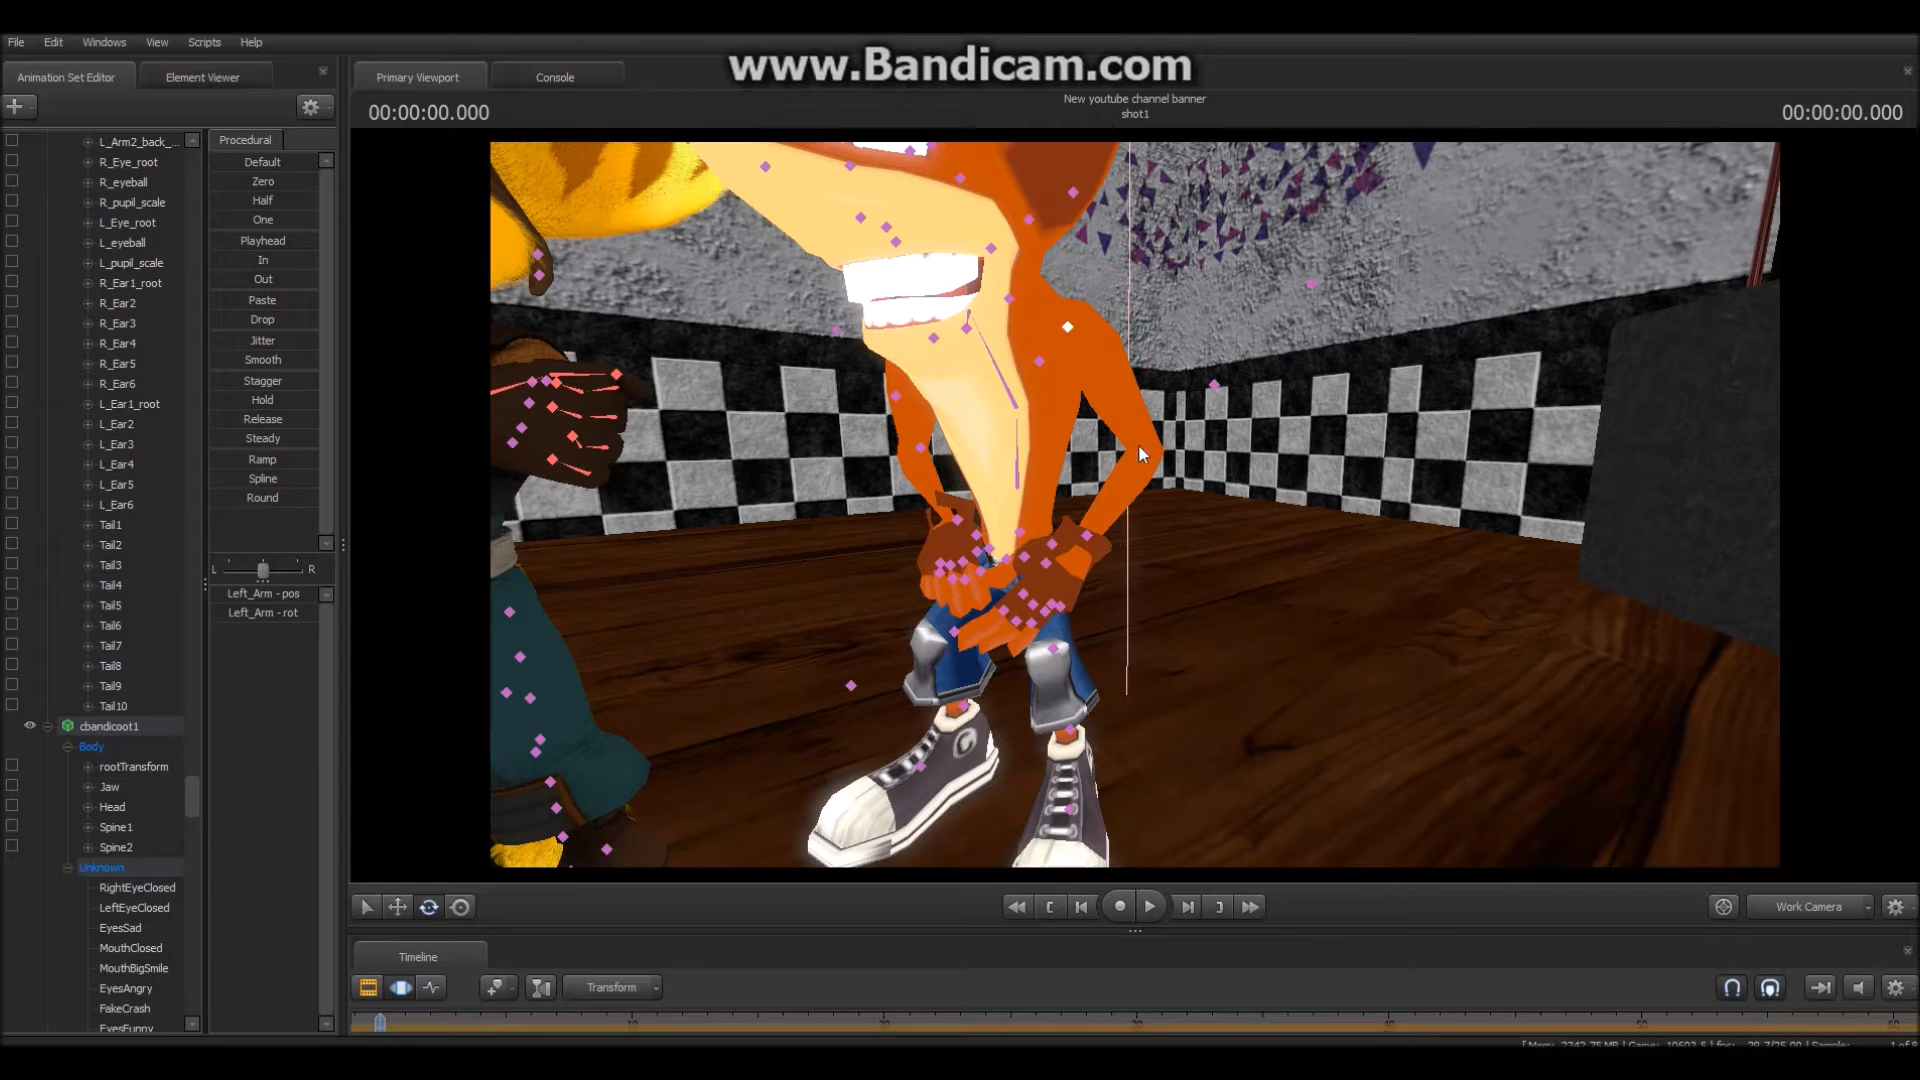 www.Bandicam.com
File Edit Windows View Scripts Help
Animation Set Editor Element Viewer
Primary Viewport Console
00:00:00.000
New youtube channel banner
shot1
00:00:00.000
L_Arm2_back_...
R_Eye_root
R_eyeball
R_pupil_scale
L_Eye_root
L_eyeball
L_pupil_scale
R_Ear1_root
R_Ear2
R_Ear3
R_Ear4
R_Ear5
R_Ear6
L_Ear1_root
L_Ear2
L_Ear3
L_Ear4
L_Ear5
L_Ear6
Tail1
Tail2
Tail3
Tail4
Tail5
Tail6
Tail7
Tail8
Tail9
Tail10
cbandicoot1
Body
rootTransform
Jaw
Head
Spine1
Spine2
Unknown
RightEyeClosed
LeftEyeClosed
EyesSad
MouthClosed
MouthBigSmile
EyesAngry
FakeCrash
EyesFunny
Procedural
Default
Zero
Half
One
Playhead
In
Out
Paste
Drop
Jitter
Smooth
Stagger
Hold
Release
Steady
Ramp
Spline
Round
L R
Left_Arm - pos
Left_Arm - rot
Work Camera
Timeline
Transform